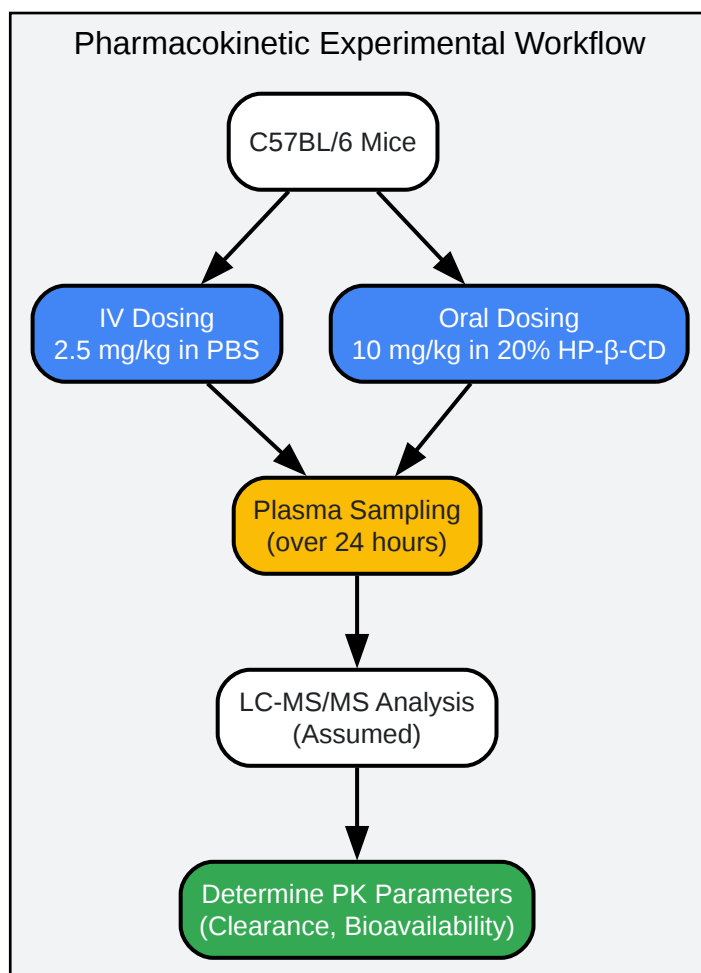 Pharmacokinetic Experimental Workflow
C57BL/6 Mice
IV Dosing
2.5 mg/kg in PBS
Oral Dosing
10 mg/kg in 20% HP-β-CD
Plasma Sampling
(over 24 hours)
LC-MS/MS Analysis
(Assumed)
Determine PK Parameters
(Clearance, Bioavailability)